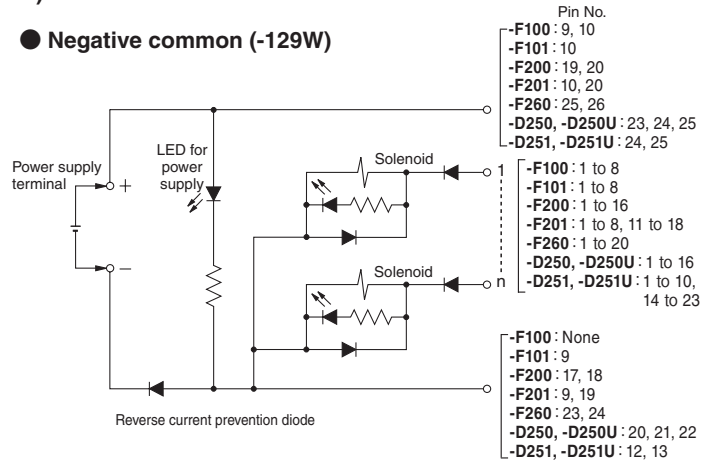 ● Negative common (-129W)
Pin No.
-F100 : 9, 10
-F101 : 10
-F200 : 19, 20
-F201 : 10, 20
-F260 : 25, 26
-D250, -D250U : 23, 24, 25
-D251, -D251U : 24, 25
Power supply
terminal
+
−
LED for
power
supply
Solenoid
1
-F100 : 1 to 8
-F101 : 1 to 8
-F200 : 1 to 16
-F201 : 1 to 8, 11 to 18
-F260 : 1 to 20
-D250, -D250U : 1 to 16
-D251, -D251U : 1 to 10,
14 to 23
Solenoid
n
-F100 : None
-F101 : 9
-F200 : 17, 18
-F201 : 9, 19
-F260 : 23, 24
-D250, -D250U : 20, 21, 22
-D251, -D251U : 12, 13
Reverse current prevention diode